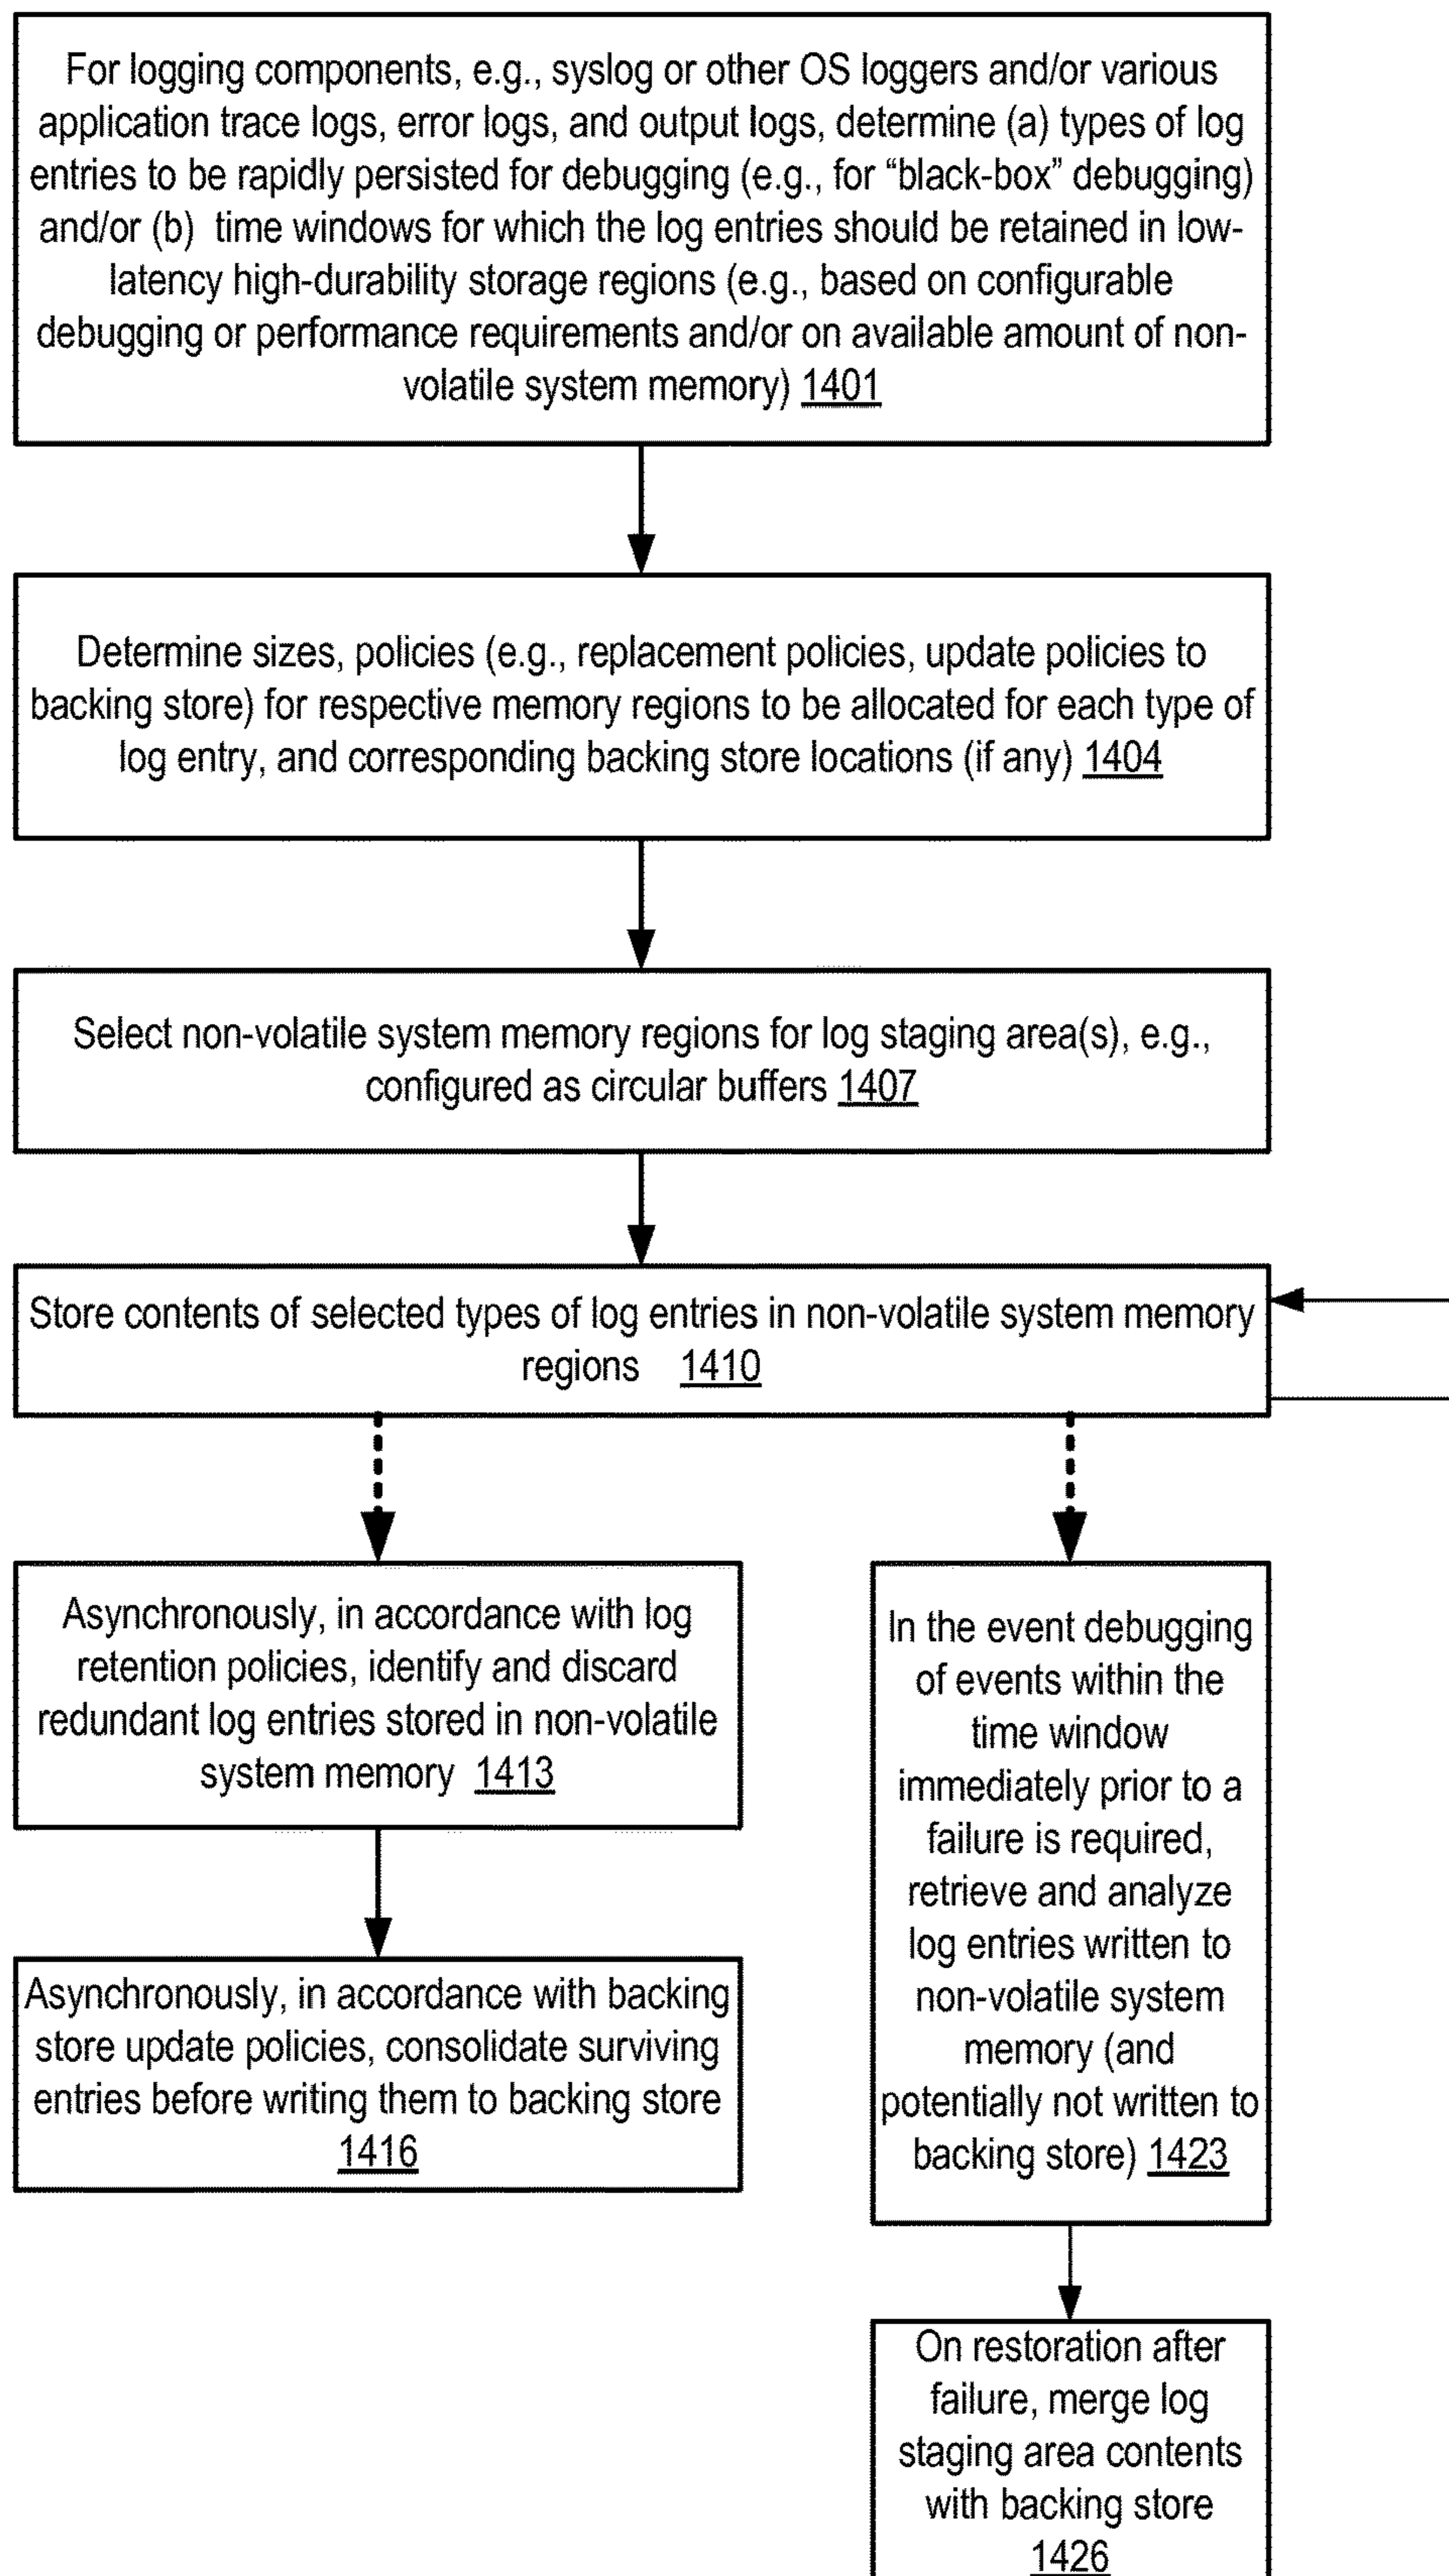 For logging components, e.g., syslog or other OS loggers and/or various
application trace logs, error logs, and output logs, determine (a) types of log
entries to be rapidly persisted for debugging (e.g., for “black-box” debugging)
and/or (b) time windows for which the log entries should be retained in low-
latency high-durability storage regions (e.g., based on configurable
debugging or performance requirements and/or on available amount of non-
volatile system memory) 1401
Determine sizes, policies (e.g., replacement policies, update policies to
backing store) for respective memory regions to be allocated for each type of
log entry, and corresponding backing store locations (if any) 1404
Select non-volatile system memory regions for log staging area(s), e.g.,
configured as circular buffers 1407
Store contents of selected types of log entries in non-volatile system memory
regions 1410
Asynchronously, in accordance with log
retention policies, identify and discard
redundant log entries stored in non-volatile
system memory 1413
Asynchronously, in accordance with backing
store update policies, consolidate surviving
entries before writing them to backing store
1416
In the event debugging
of events within the
time window
immediately prior to a
failure is required,
retrieve and analyze
log entries written to
non-volatile system
memory (and
potentially not written to
backing store) 1423
On restoration after
failure, merge log
staging area contents
with backing store
1426